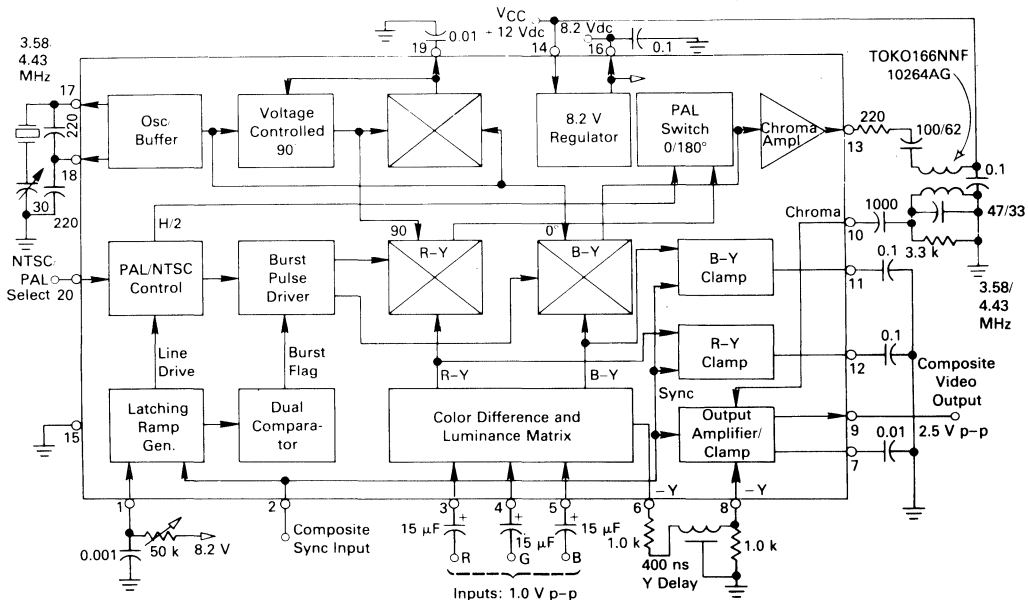 VCC
+ 12 Vdc
8.2 Vdc
0.01
19
14
16
0.1
TOKO166NNF
10264AG
3.58/
4.43
MHz
17
220
18
30
220
Osc/
Buffer
Voltage
Controlled
90°
8.2 V
Regulator
PAL
Switch
0/180°
Chroma
Ampl.
13
220
100/62
0.1
47/33
1000
Chroma
10
3.3 k
3.58/
4.43
MHz
H/2
90
R-Y
0°
B-Y
NTSC/
PAL
Select 20
PAL/NTSC
Control
Burst
Pulse
Driver
B-Y
Clamp
11
0.1
R-Y
Clamp
12
0.1
Line
Drive
Burst
Flag
R-Y
B-Y
Sync
Composite
Video
Output
15
Latching
Ramp
Gen.
Dual
Compara-
tor
Color Difference and
Luminance Matrix
Output
Amplifier/
Clamp
9
2.5 V p-p
7
0.01
1
2
3
4
5
6
-Y
8
-Y
0.001
50 k
8.2 V
Composite
Sync Input
15 µF
+
15 µF
+
15 µF
+
R
G
B
Inputs: 1.0 V p-p
1.0 k
400 ns
Y Delay
1.0 k